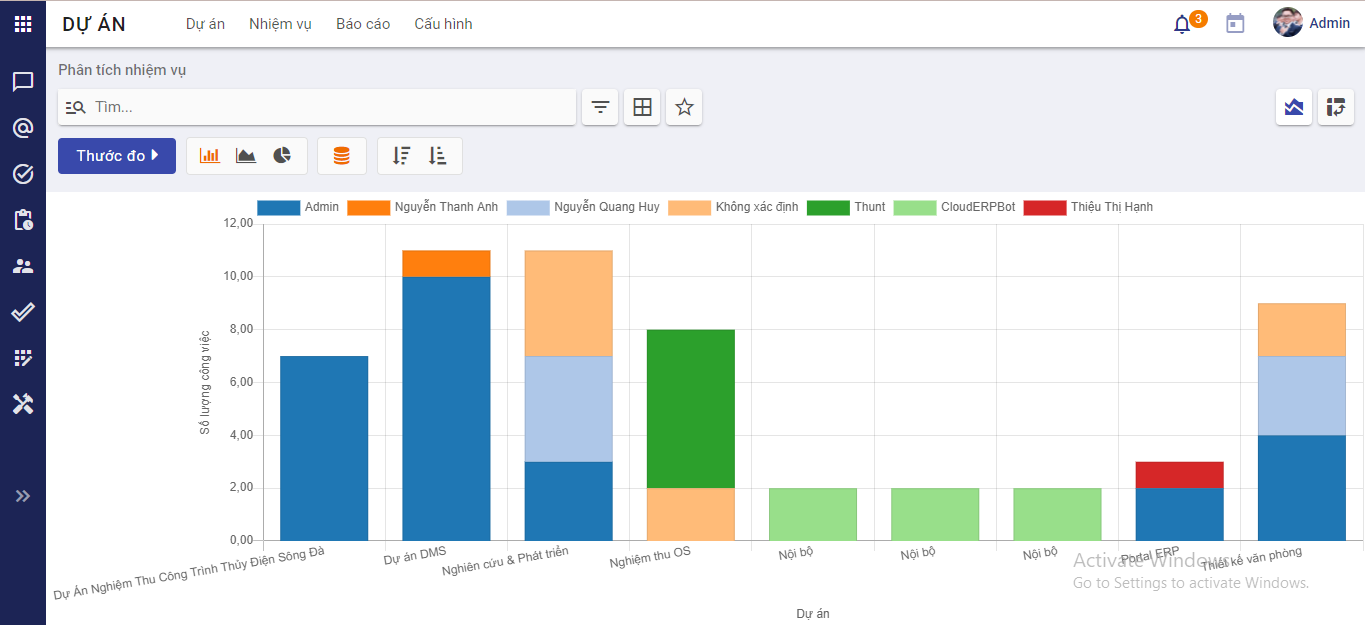 DỰ ÁN Dự án Nhiệm vụ Báo cáo Cấu hình 3 Admin
Phân tích nhiệm vụ
Tìm...
Thước đo
Admin Nguyễn Thanh Anh Nguyễn Quang Huy Không xác định Thunt CloudERPBot Thiệu Thị Hạnh
12,00
10,00
8,00
6,00
4,00
2,00
0,00
Số lượng công việc
Dự Án Nghiệm Thu Công Trình Thủy Điện Sông Đà
Dự án DMS
Nghiên cứu & Phát triển
Nghiệm thu OS
Nội bộ
Nội bộ
Nội bộ
Portal ERP
Thiết kế văn phòng
Dự án
Activate Windows
Go to Settings to activate Windows.